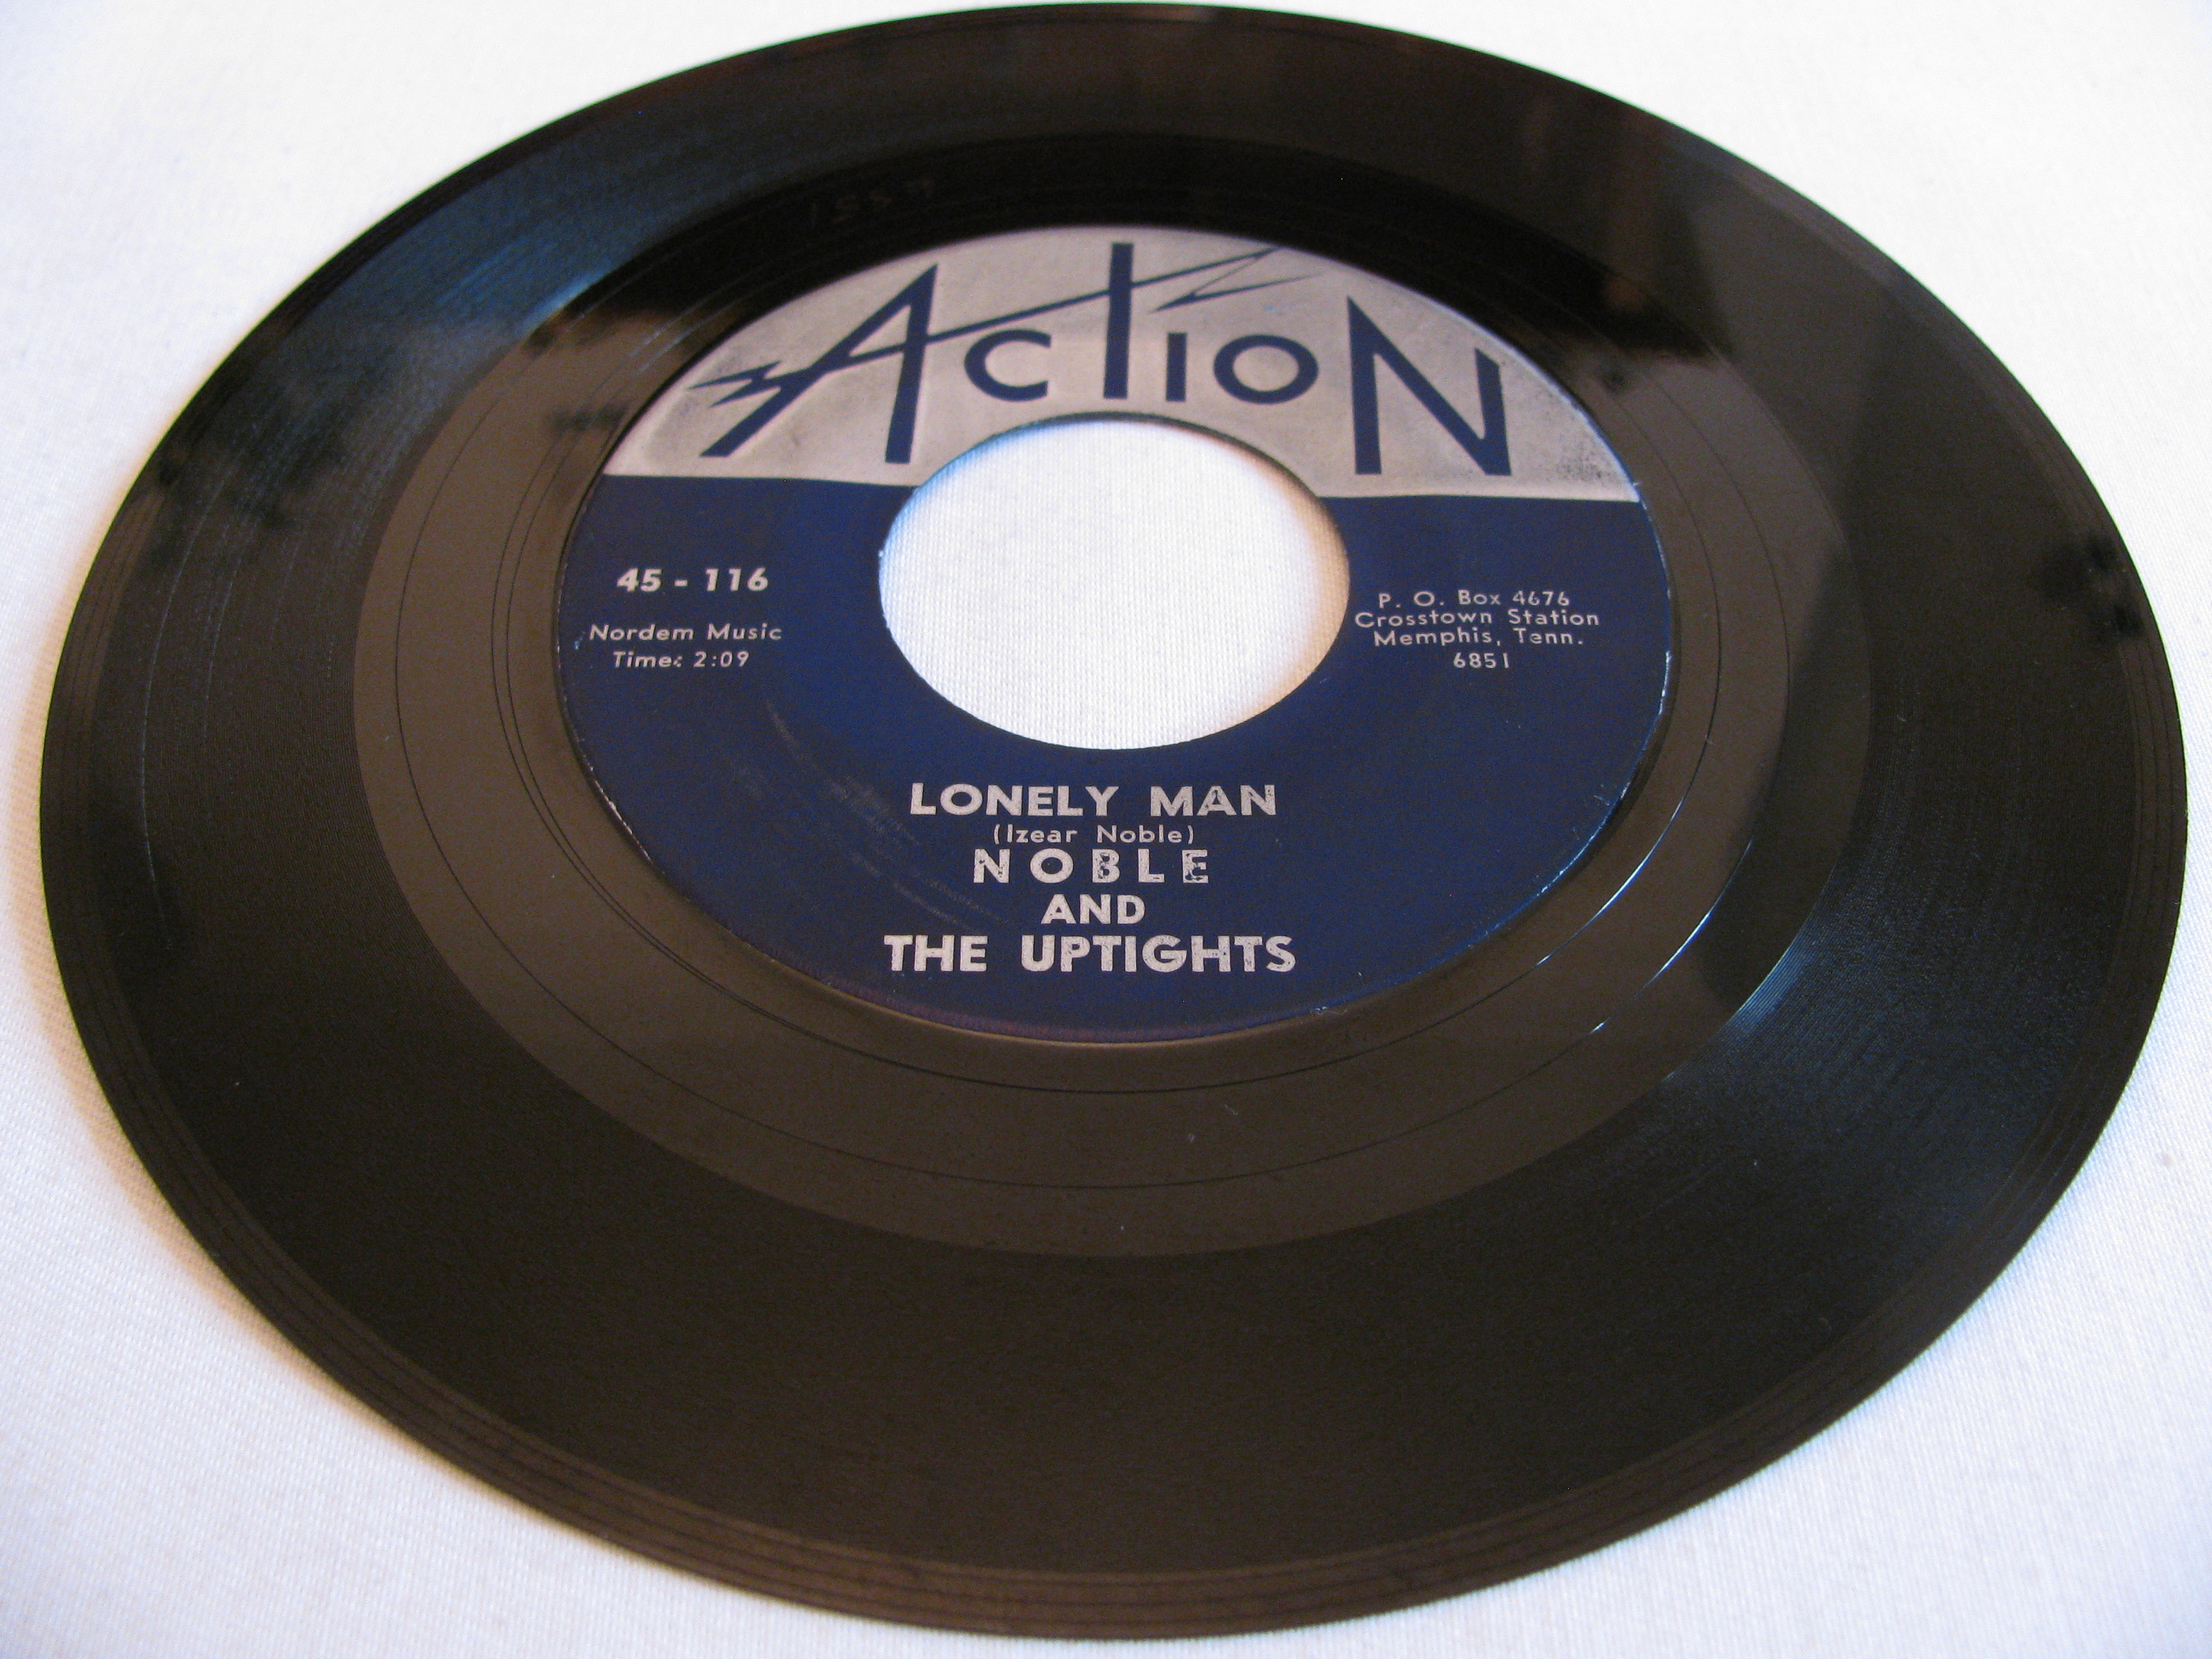 ACTION
45 - 116
Nordem Music
Time: 2:09
P. O. Box 4676
Crosstown Station
Memphis, Tenn.
6851
LONELY MAN
(Izear Noble)
NOBLE
AND
THE UPTIGHTS